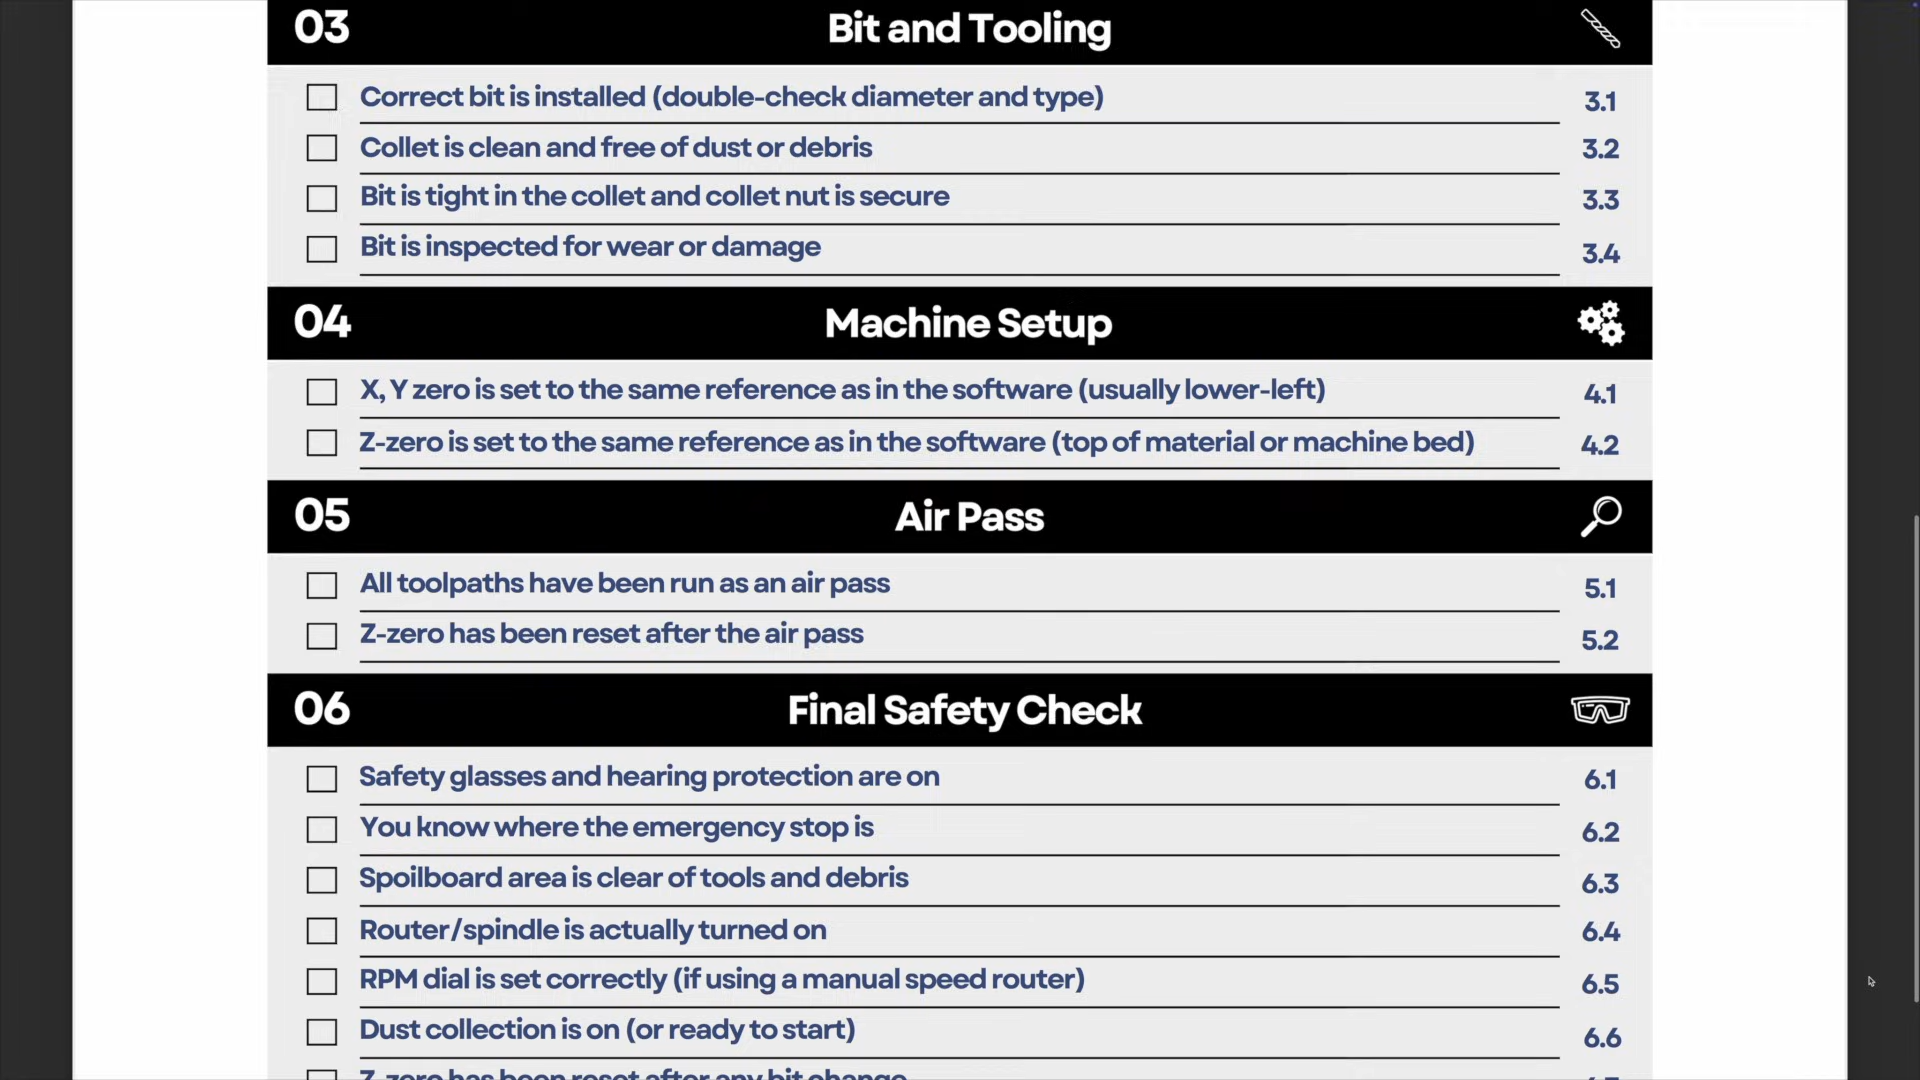 03 Bit and Tooling
Correct bit is installed (double-check diameter and type) 3.1
Collet is clean and free of dust or debris 3.2
Bit is tight in the collet and collet nut is secure 3.3
Bit is inspected for wear or damage 3.4
04 Machine Setup
X, Y zero is set to the same reference as in the software (usually lower-left) 4.1
Z-zero is set to the same reference as in the software (top of material or machine bed) 4.2
05 Air Pass
All toolpaths have been run as an air pass 5.1
Z-zero has been reset after the air pass 5.2
06 Final Safety Check
Safety glasses and hearing protection are on 6.1
You know where the emergency stop is 6.2
Spoilboard area is clear of tools and debris 6.3
Router/spindle is actually turned on 6.4
RPM dial is set correctly (if using a manual speed router) 6.5
Dust collection is on (or ready to start) 6.6
Z-zero has been reset after any bit change